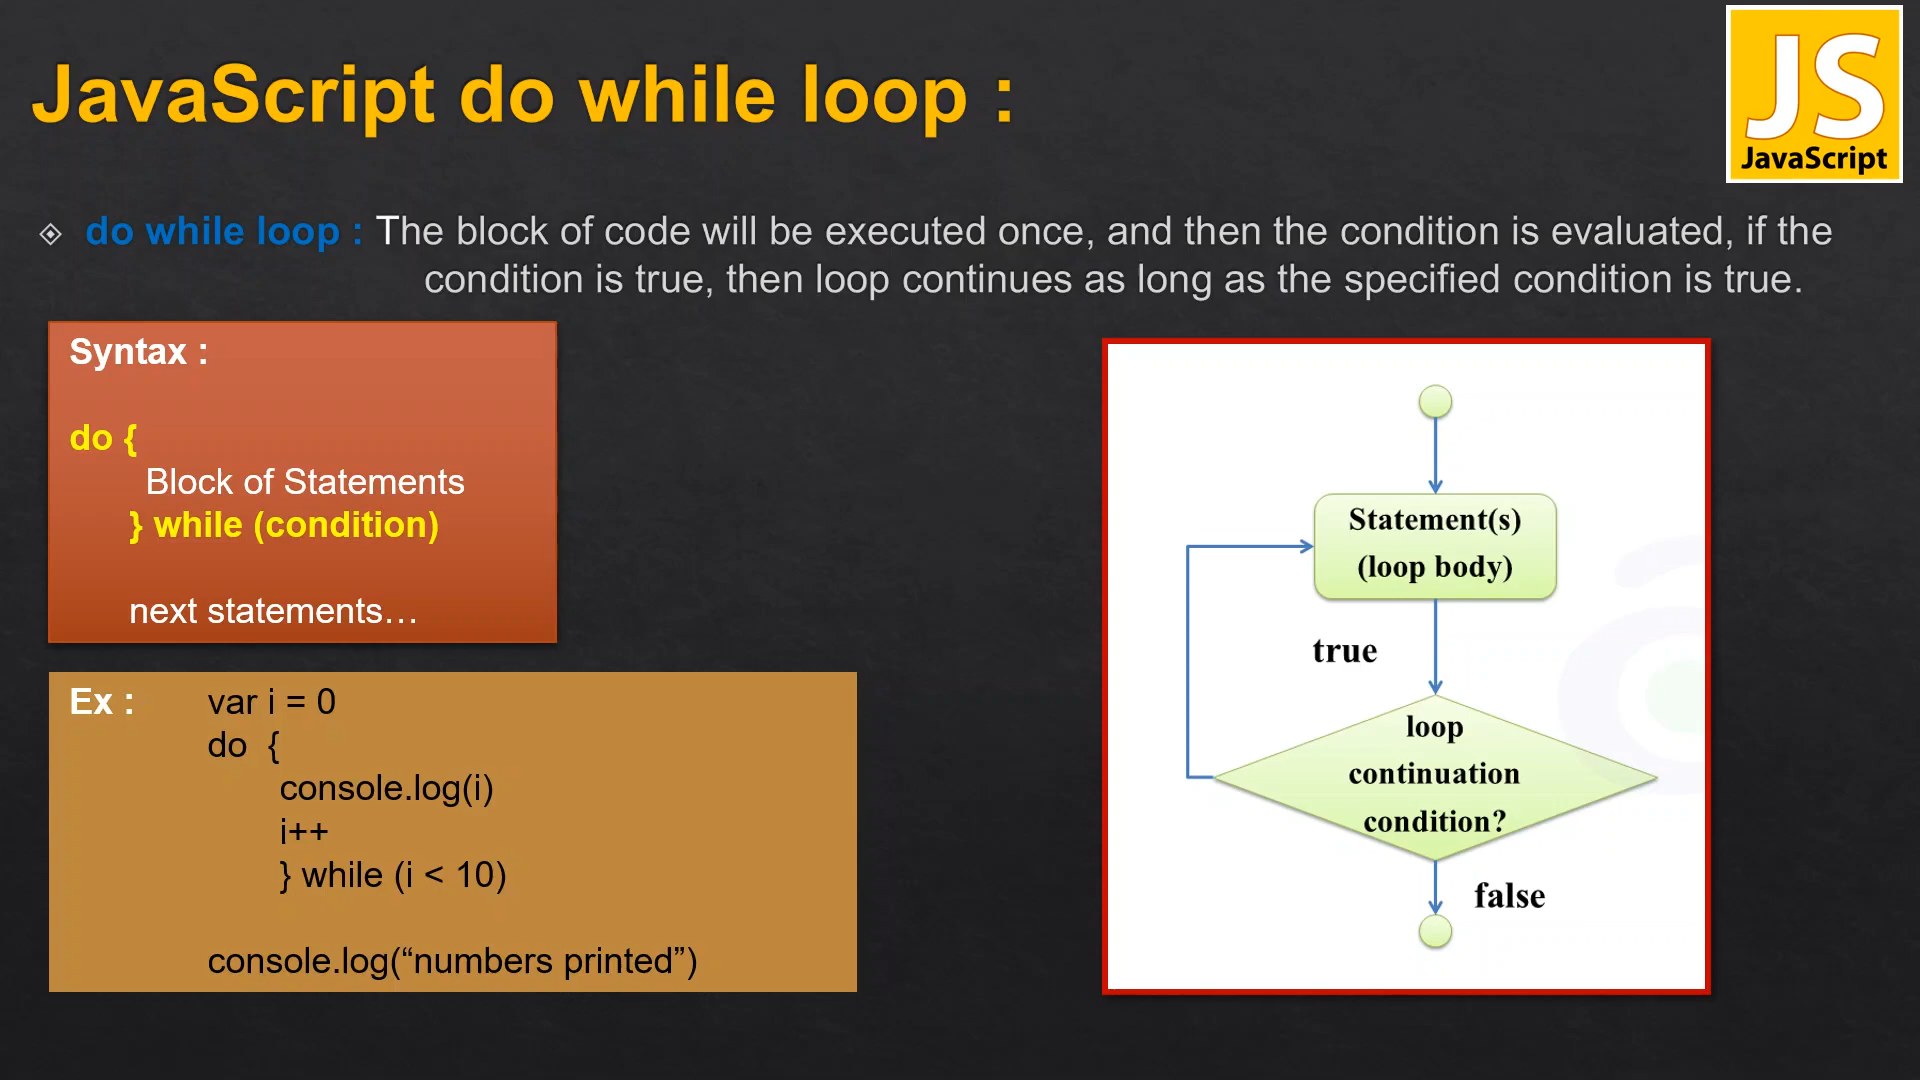 JavaScript do while loop :
JS
JavaScript
do while loop : The block of code will be executed once, and then the condition is evaluated, if the
condition is true, then loop continues as long as the specified condition is true.
Syntax :
do {
Block of Statements
} while (condition)
next statements…
Ex : var i = 0
do {
console.log(i)
i++
} while (i < 10)
console.log(“numbers printed”)
Statement(s)
(loop body)
true
loop
continuation
condition?
false